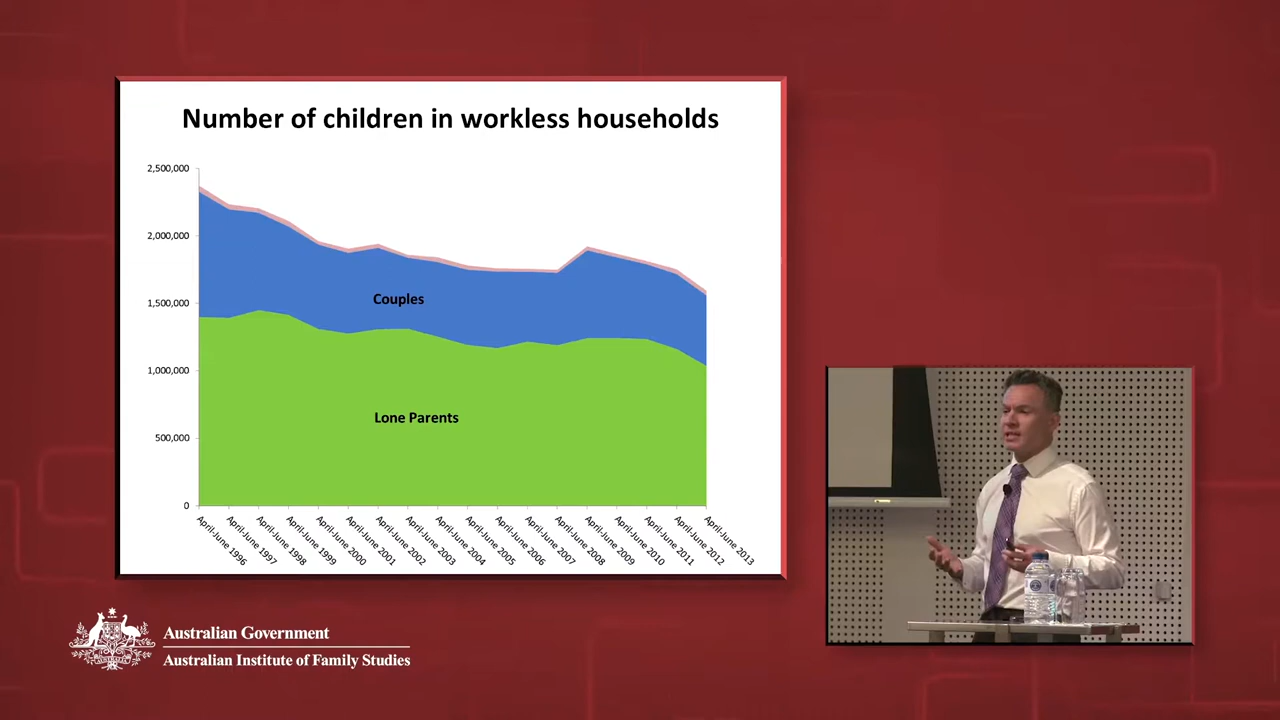 Number of children in workless households
2,500,000
2,000,000
1,500,000
1,000,000
500,000
0
Couples
Lone Parents
April-June 1996
April-June 1997
April-June 1998
April-June 1999
April-June 2000
April-June 2001
April-June 2002
April-June 2003
April-June 2004
April-June 2005
April-June 2006
April-June 2007
April-June 2008
April-June 2009
April-June 2010
April-June 2011
April-June 2012
April-June 2013
Australian Government
Australian Institute of Family Studies